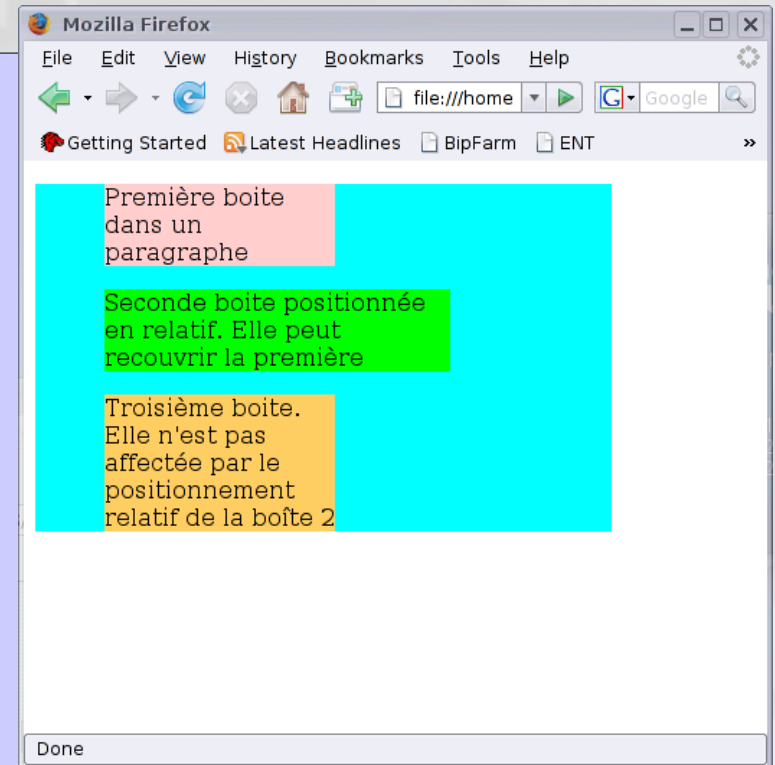 Mozilla Firefox
File Edit View History Bookmarks Tools Help
file:///home G Google
Getting Started Latest Headlines BipFarm ENT »
Première boite
dans un
paragraphe
Seconde boite positionnée
en relatif. Elle peut
recouvrir la première
Troisième boite.
Elle n'est pas
affectée par le
positionnement
relatif de la boîte 2
Done